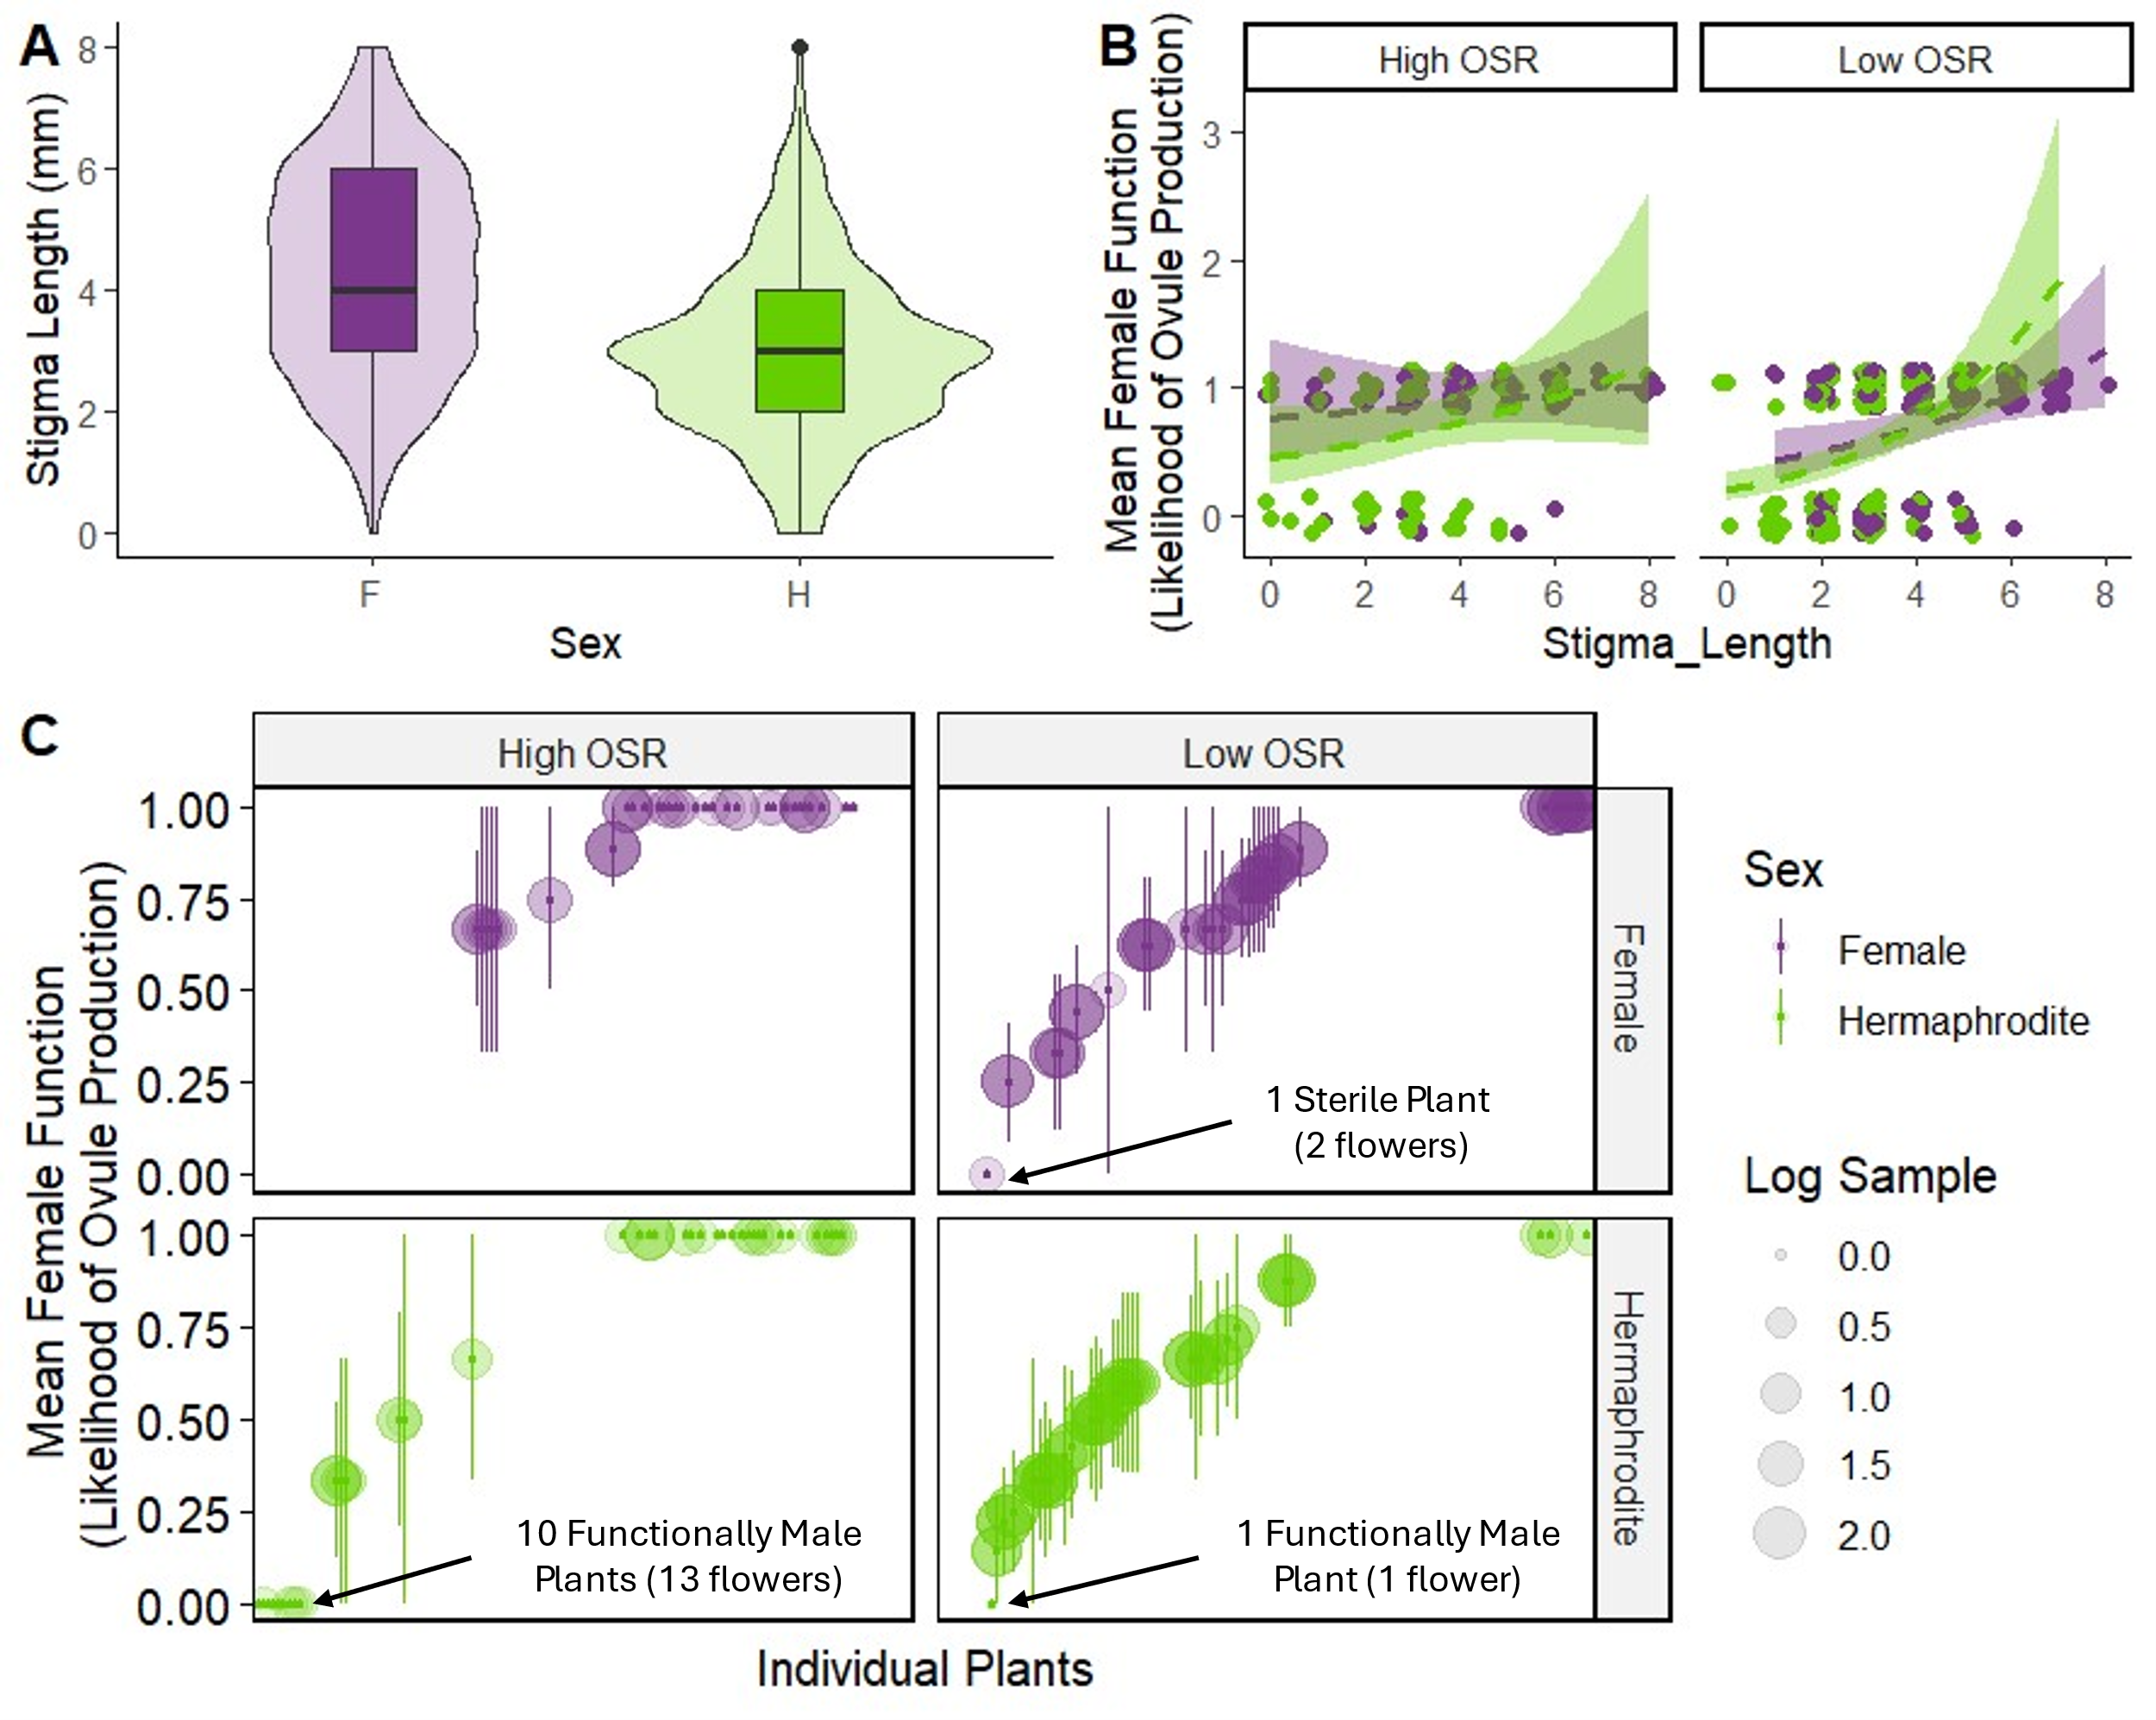 A
Stigma Length (mm)
8
6
4
2
0
F
H
Sex
B
Mean Female Function
(Likelihood of Ovule Production)
High OSR
Low OSR
3
2
1
0
0 2 4 6 8
0 2 4 6 8
Stigma_Length
C
Mean Female Function
(Likelihood of Ovule Production)
High OSR
Low OSR
1.00
0.75
0.50
0.25
0.00
1 Sterile Plant
(2 flowers)
Female
1.00
0.75
0.50
0.25
0.00
10 Functionally Male
Plants (13 flowers)
1 Functionally Male
Plant (1 flower)
Hermaphrodite
Individual Plants
Sex
Female
Hermaphrodite
Log Sample
0.0
0.5
1.0
1.5
2.0